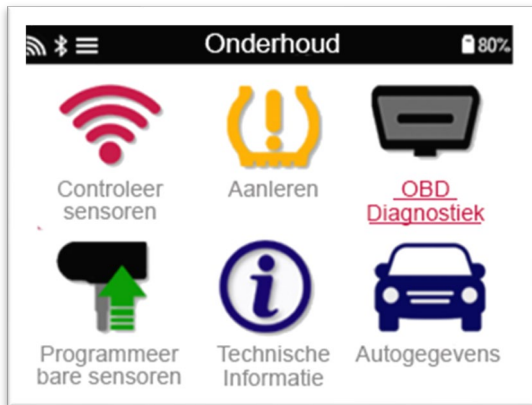 Onderhoud 80%
Controleer
sensoren
Aanleren
OBD
Diagnostiek
Programmeer
bare sensoren
Technische
Informatie
Autogegevens